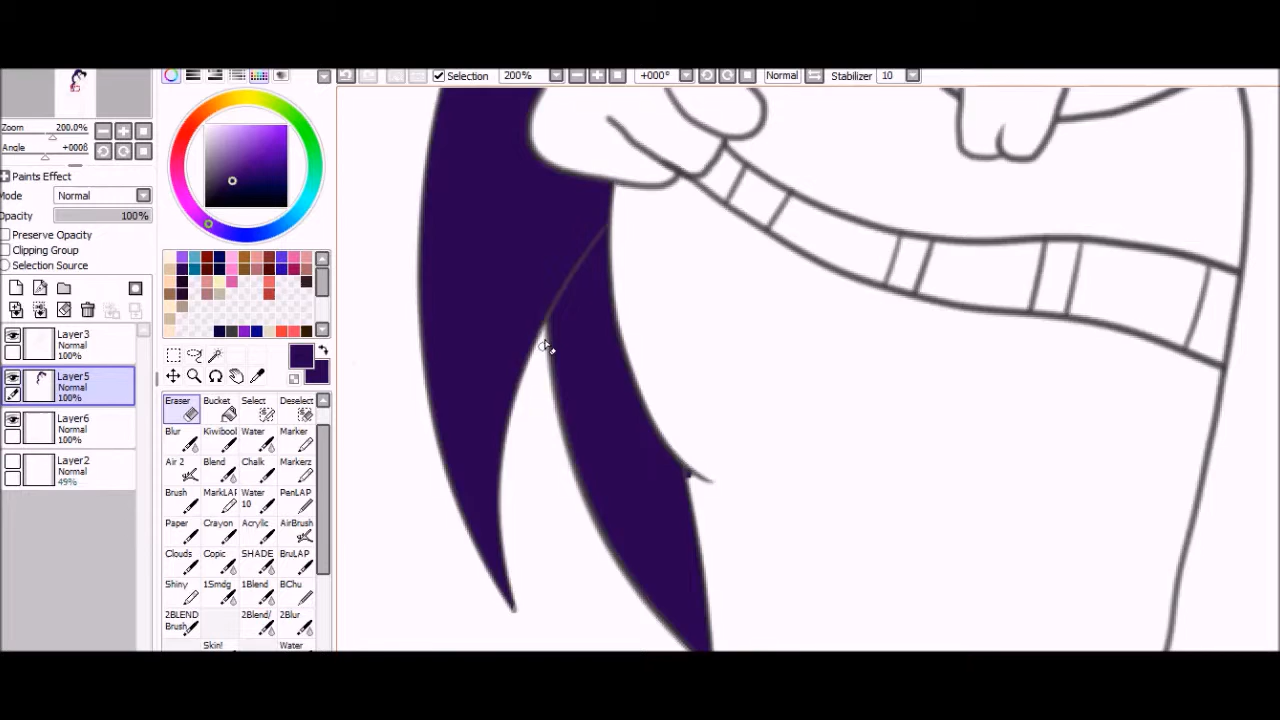 Selection 200% +000° Normal Stabilizer 10
Zoom 200.0%
Angle +000ß
Paints Effect
Mode Normal
Opacity 100%
Preserve Opacity
Clipping Group
Selection Source
Layer3
Normal
100%
Layer5
Normal
100%
Layer6
Normal
100%
Layer2
Normal
49%
Eraser Bucket Select Deselect
Blur Kiwibool Water Marker
Air 2 Blend Chalk Markerz
Brush MarkLAP Water 10 PenLAP
Paper Crayon Acrylic AirBrush
Clouds Copic SHADE BruLAP
Shiny 1Smdg 1Blend BChu
2BLEND Brush 2Blend/ 2Blur
Skin! Water